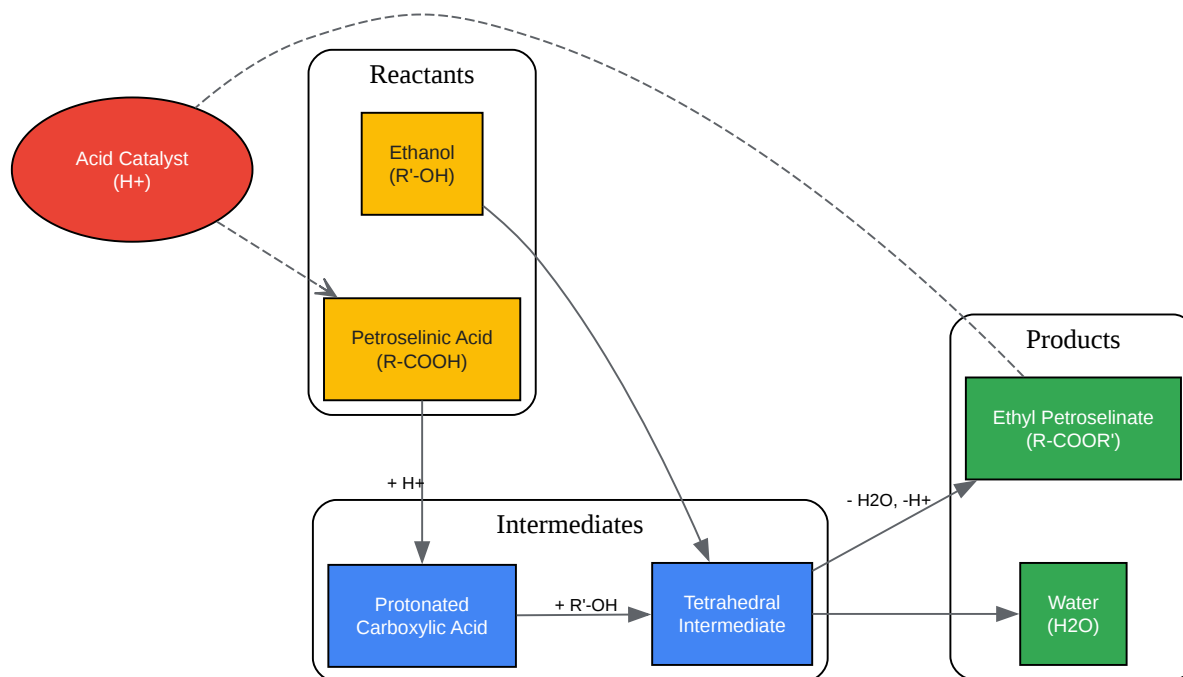 Reactants
Ethanol
(R'-OH)
Acid Catalyst
(H+)
Petroselinic Acid
(R-COOH)
Products
Ethyl Petroselinate
(R-COOR')
+ H+
- H2O, -H+
Intermediates
Protonated
Carboxylic Acid
+ R'-OH
Tetrahedral
Intermediate
Water
(H2O)